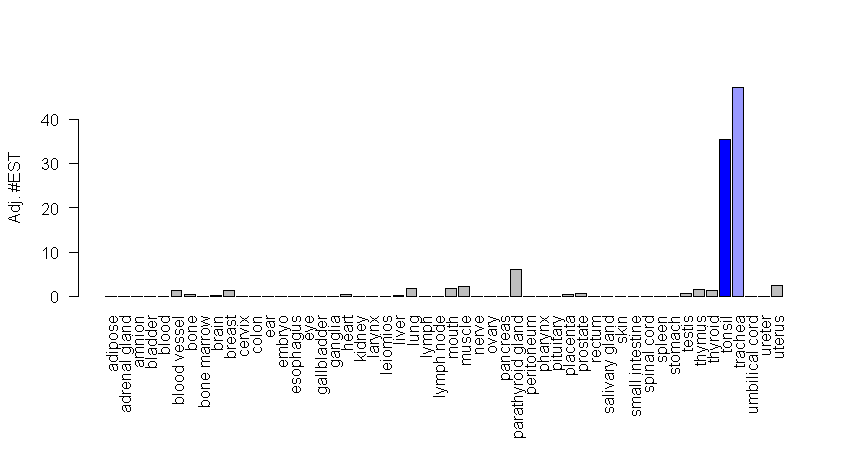 Adj. #EST
40
30
20
10
0
adipose
adrenal gland
amnion
bladder
blood
blood vessel
bone
bone marrow
brain
breast
cervix
colon
ear
embryo
esophagus
eye
gallbladder
ganglia
heart
kidney
larynx
leiomios
liver
lung
lymph
lymph node
mouth
muscle
nerve
ovary
pancreas
parathyroid gland
peritoneum
pharynx
pituitary
placenta
prostate
rectum
salivary gland
skin
small intestine
spinal cord
spleen
stomach
testis
thymus
thyroid
tonsil
trachea
umbilical cord
ureter
uterus